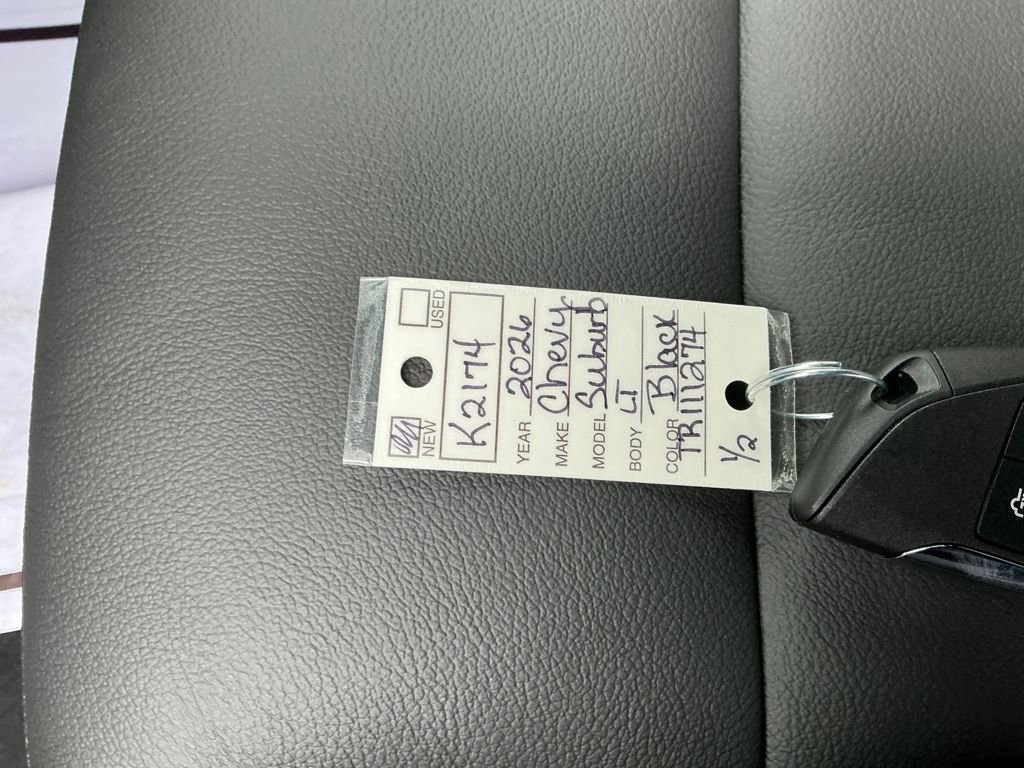 NEW USED
K2174
YEAR 2026
MAKE Chevy
MODEL Suburb
BODY LT
COLOR Black
TR111274
1/2